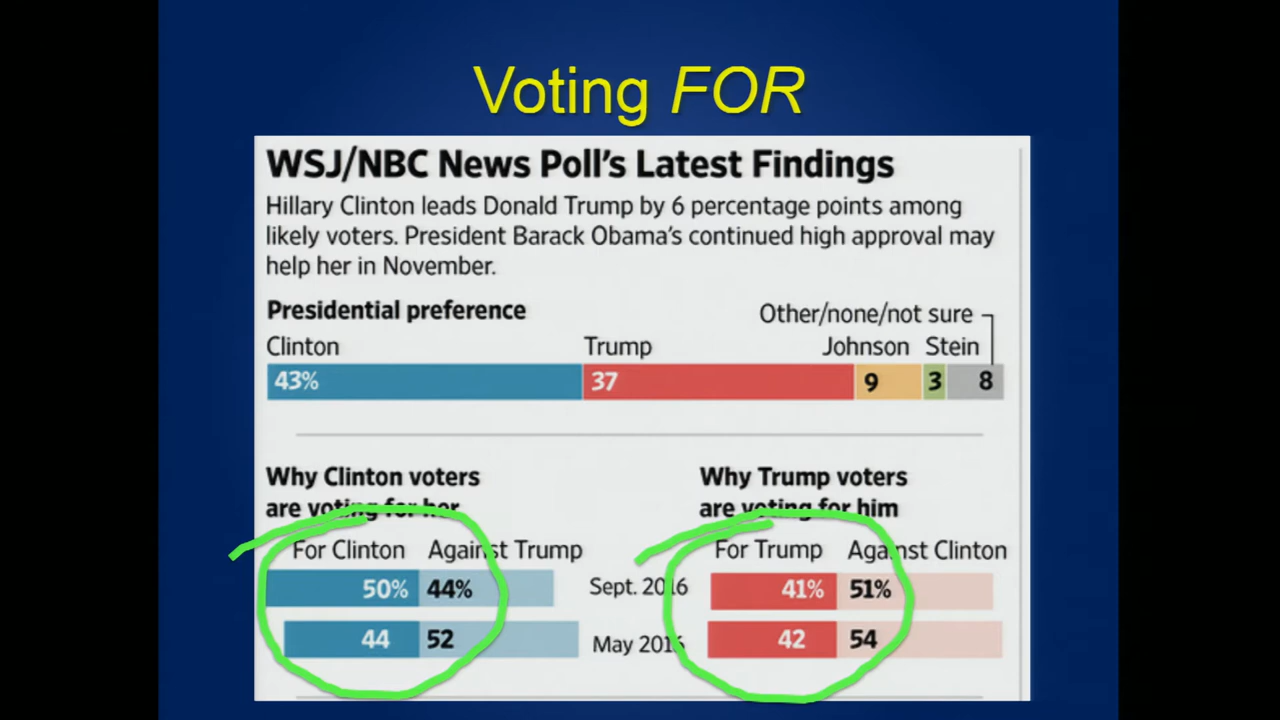 Voting FOR
WSJ/NBC News Poll's Latest Findings
Hillary Clinton leads Donald Trump by 6 percentage points among
likely voters. President Barack Obama's continued high approval may
help her in November.
Presidential preference
Other/none/not sure
Clinton Trump Johnson Stein
43% 37 9 3 8
Why Clinton voters
are voting for her
For Clinton Against Trump
50% 44%
44 52
Sept. 2016
May 2016
Why Trump voters
are voting for him
For Trump Against Clinton
41% 51%
42 54